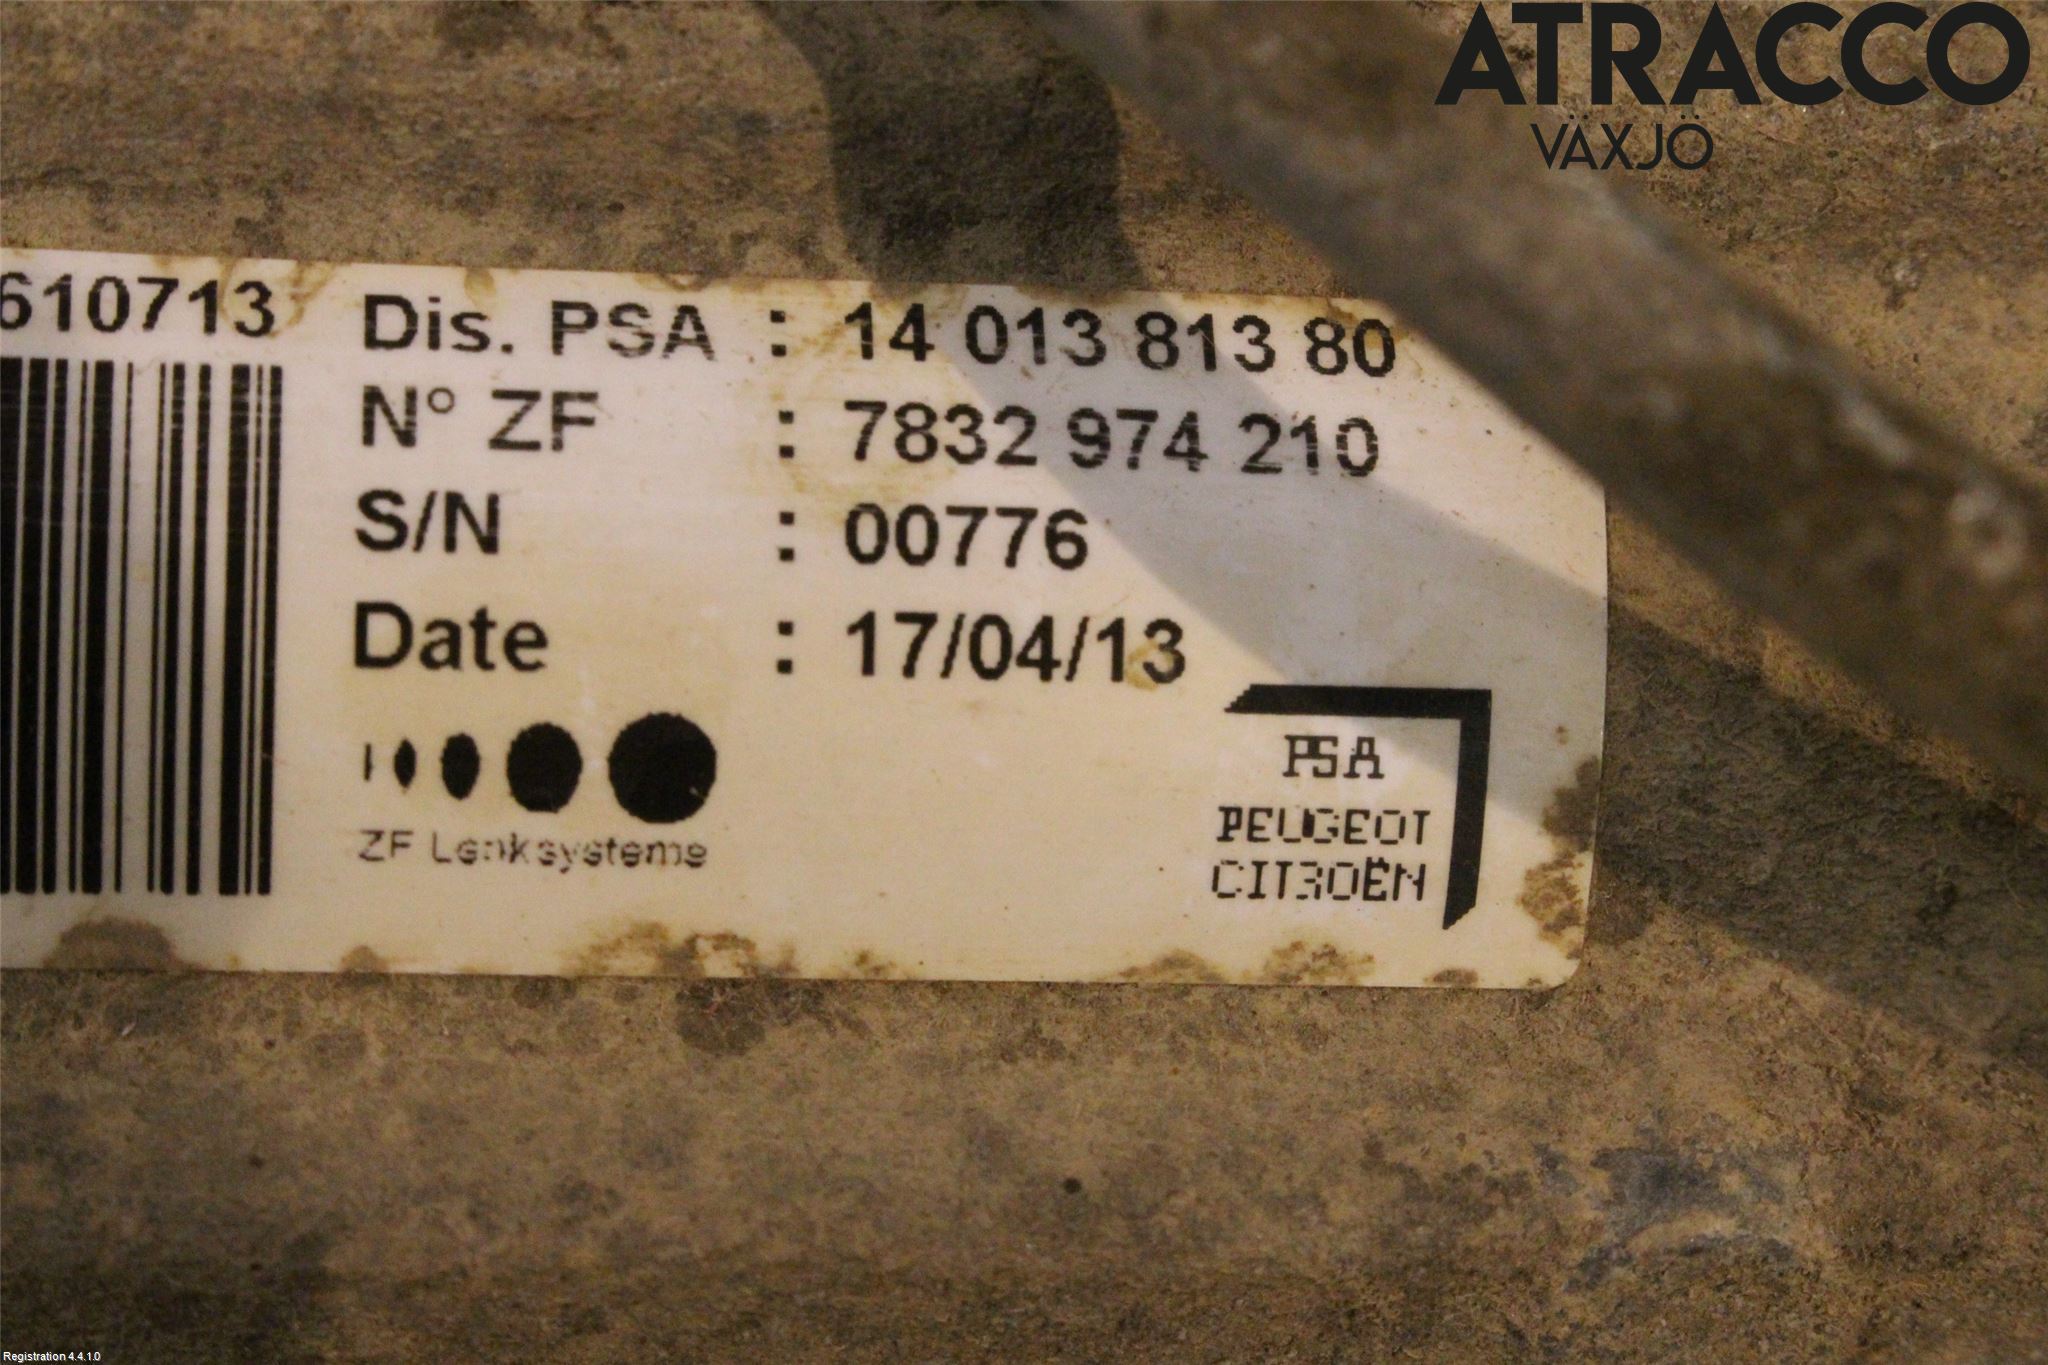 ATRACCO
VÄXJÖ
610713
Dis. PSA : 14 013 813 80
N° ZF : 7832 974 210
S/N : 00776
Date : 17/04/13
ZF Lenksysteme
PSA
PEUGEOT
CITROËN
Registration 4.4.1.0